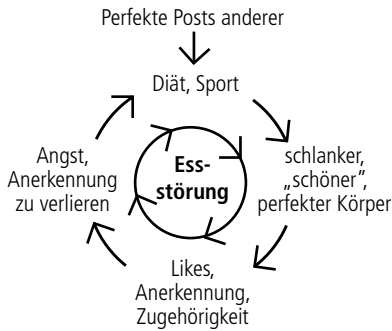 Perfekte Posts anderer
Diät, Sport
schlanker,
„schöner",
perfekter Körper
Likes,
Anerkennung,
Zugehörigkeit
Angst,
Anerkennung
zu verlieren
Ess-
störung